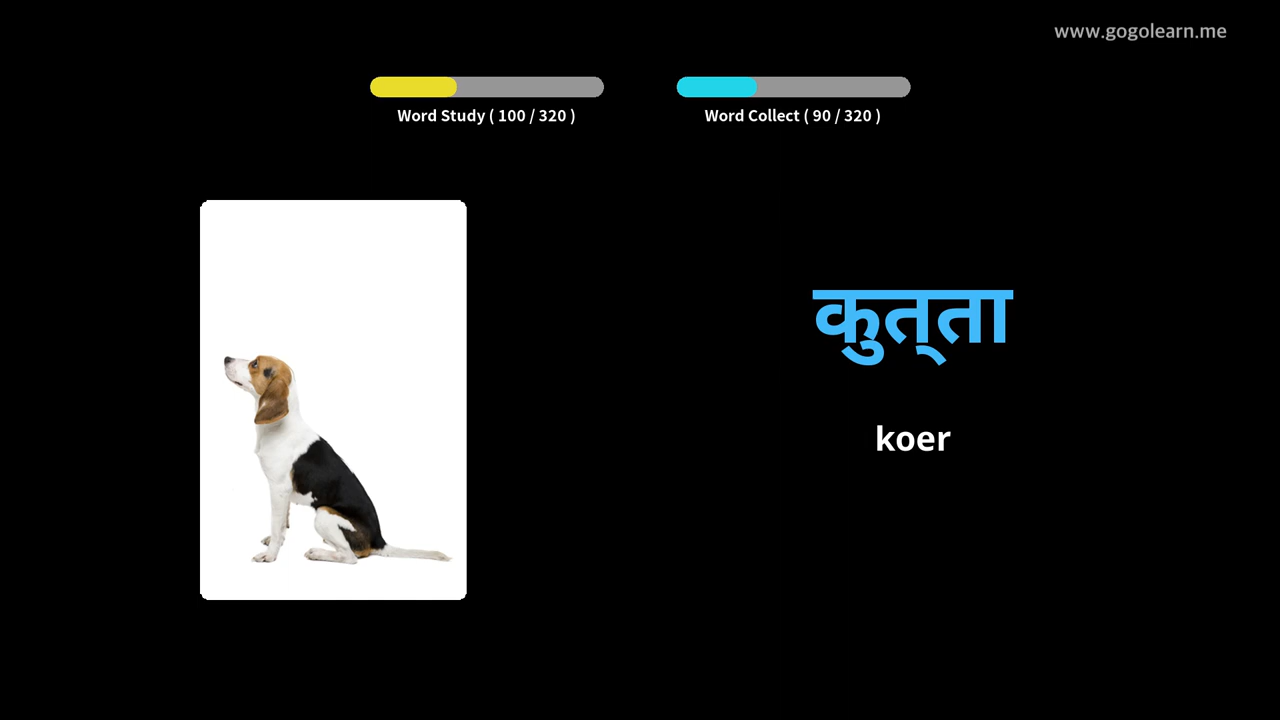 www.gogolearn.me
Word Study ( 100 / 320 )
Word Collect ( 90 / 320 )
कुत्‌ता
koer